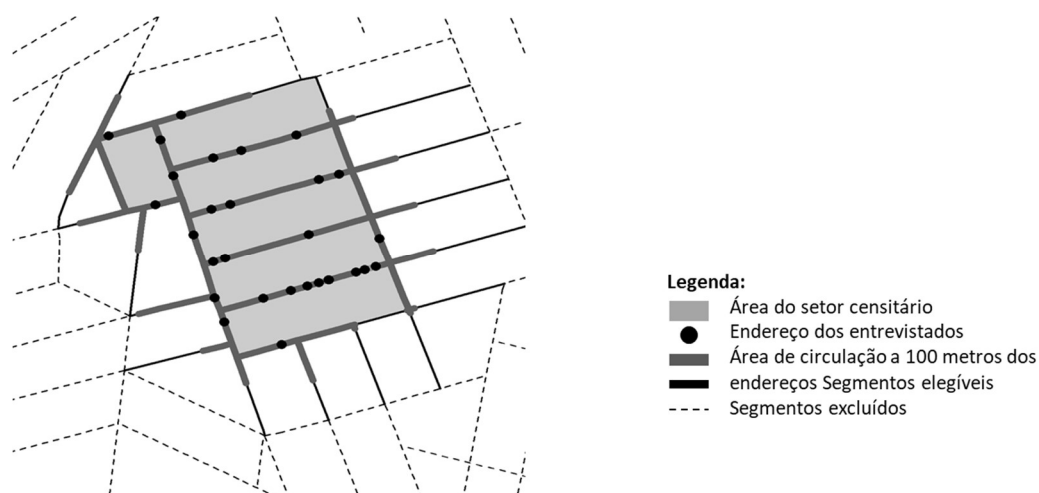 Legenda:
Área do setor censitário
Endereço dos entrevistados
Área de circulação a 100 metros dos
endereços Segmentos elegíveis
Segmentos excluídos